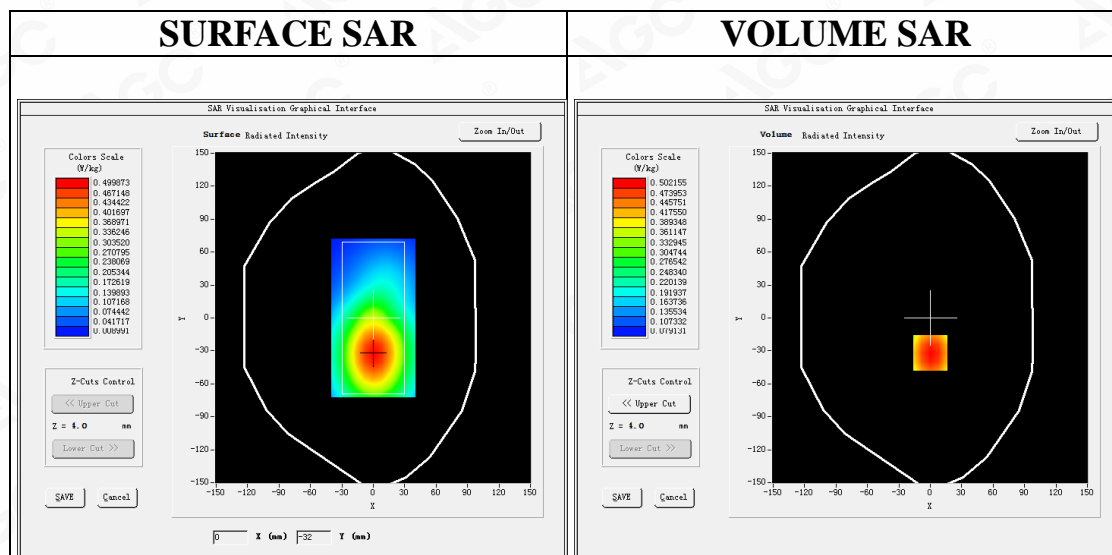 SURFACE SAR
VOLUME SAR
SAR Visualisation Graphical Interface
Surface Radiated Intensity
Zoom In/Out
Colors Scale
(W/kg)
0.499873
0.467148
0.434422
0.401697
0.368971
0.336246
0.303520
0.270795
0.238069
0.205344
0.172619
0.139893
0.107168
0.074442
0.041717
0.008991
150
120
90
60
30
0
-30
-60
-90
-120
-150
Y
-150 -120 -90 -60 -30 0 30 60 90 120 150
X
Z-Cuts Control
<< Upper Cut
Z = 4.0 mm
Lower Cut >>
SAVE Cancel
0 X (mm) -32 Y (mm)
SAR Visualisation Graphical Interface
Volume Radiated Intensity
Zoom In/Out
Colors Scale
(W/kg)
0.502155
0.473953
0.445751
0.417550
0.389348
0.361147
0.332945
0.304744
0.276542
0.248340
0.220139
0.191937
0.163736
0.135534
0.107332
0.079131
150
120
90
60
30
0
-30
-60
-90
-120
-150
Y
-150 -120 -90 -60 -30 0 30 60 90 120 150
X
Z-Cuts Control
<< Upper Cut
Z = 4.0 mm
Lower Cut >>
SAVE Cancel
AGC